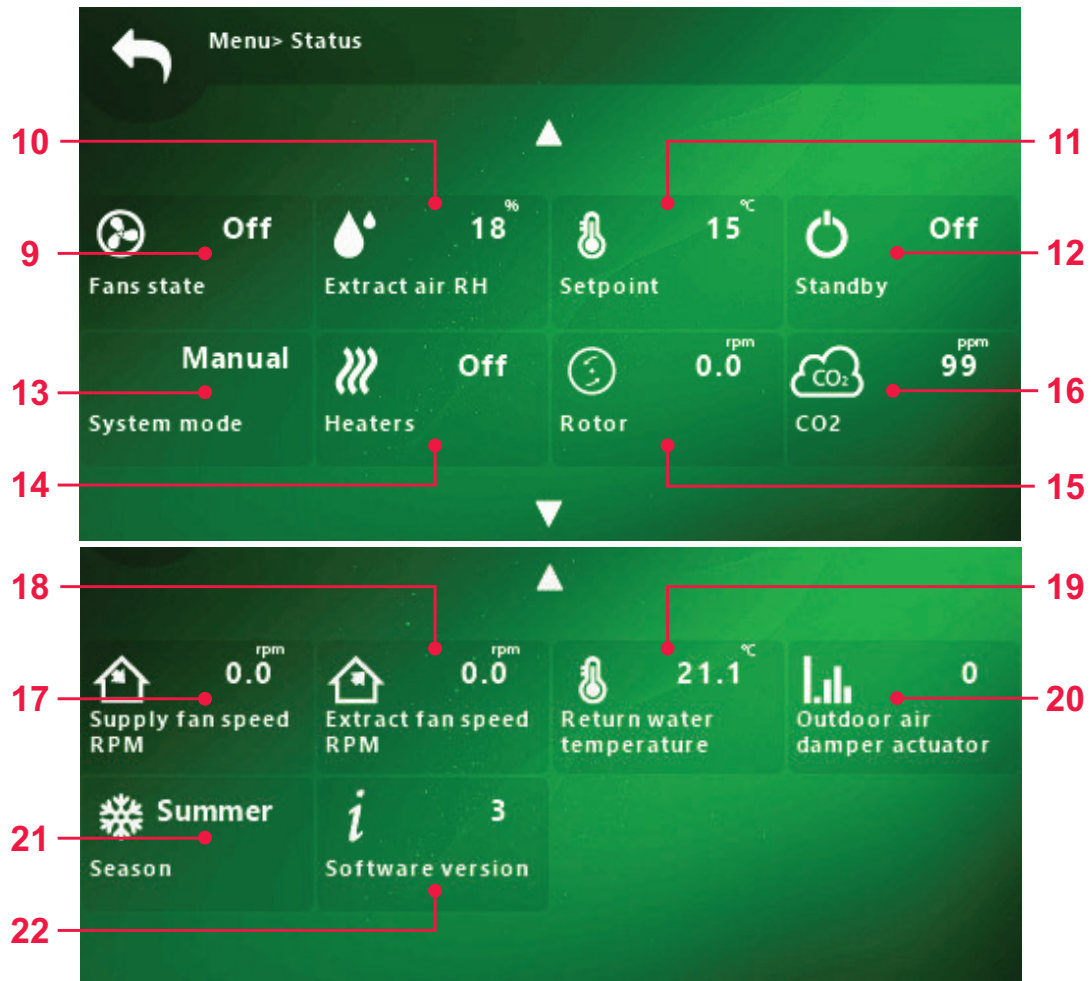 Menu> Status
10
11
9
Off
Fans state
%
18
Extract air RH
°C
15
Setpoint
Off
Standby
12
13
Manual
System mode
Off
Heaters
rpm
0.0
Rotor
ppm
99
CO₂
CO2
16
14
15
18
19
17
rpm
0.0
Supply fan speed
RPM
rpm
0.0
Extract fan speed
RPM
°C
21.1
Return water
temperature
0
Outdoor air
damper actuator
20
21
Summer
Season
i
3
Software version
22